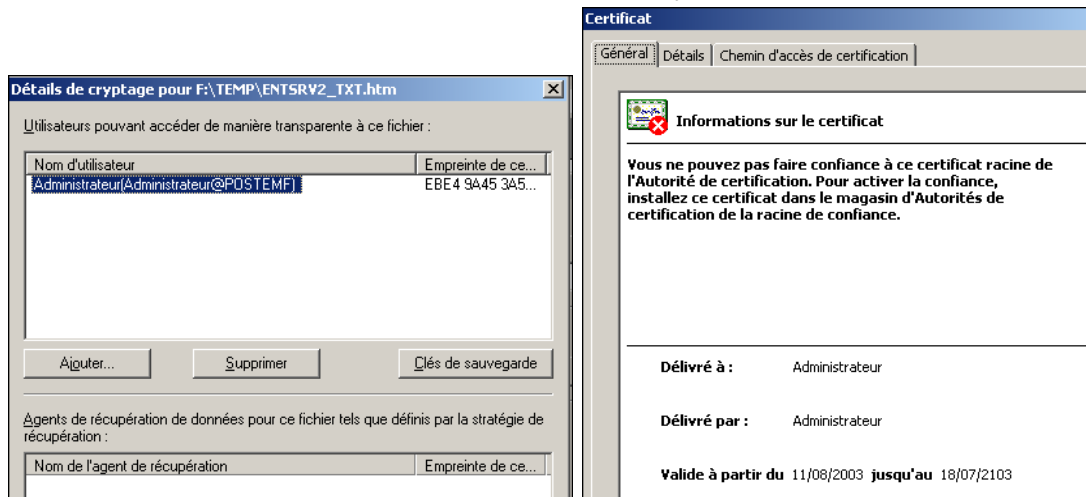 Détails de cryptage pour F:\TEMP\ENTSRV2_TXT.htm
Utilisateurs pouvant accéder de manière transparente à ce fichier :
Nom d'utilisateur Empreinte de ce...
Administrateur(Administrateur@POSTEMF) EBE4 9A45 3A5...
Ajouter... Supprimer Clés de sauvegarde
Agents de récupération de données pour ce fichier tels que définis par la stratégie de
récupération :
Nom de l'agent de récupération Empreinte de ce...
Certificat
Général Détails Chemin d'accès de certification
Informations sur le certificat
Vous ne pouvez pas faire confiance à ce certificat racine de
l'Autorité de certification. Pour activer la confiance,
installez ce certificat dans le magasin d'Autorités de
certification de la racine de confiance.
Délivré à : Administrateur
Délivré par : Administrateur
Valide à partir du 11/08/2003 jusqu'au 18/07/2103